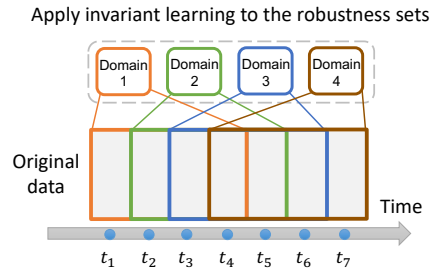 Apply invariant learning to the robustness sets
Domain
1
Domain
2
Domain
3
Domain
4
Original
data
Time
t₁ t₂ t₃ t₄ t₅ t₆ t₇